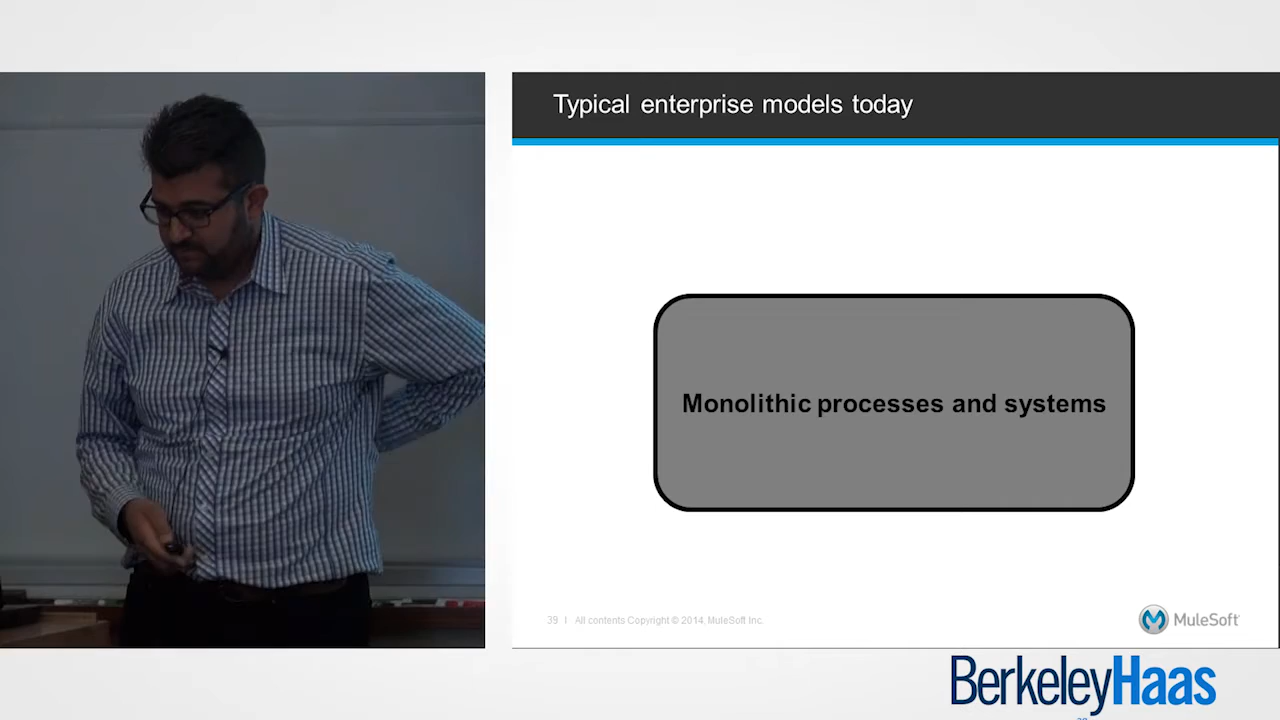 Typical enterprise models today
Monolithic processes and systems
39 | All contents Copyright © 2014, MuleSoft Inc.
MuleSoft
BerkeleyHaas